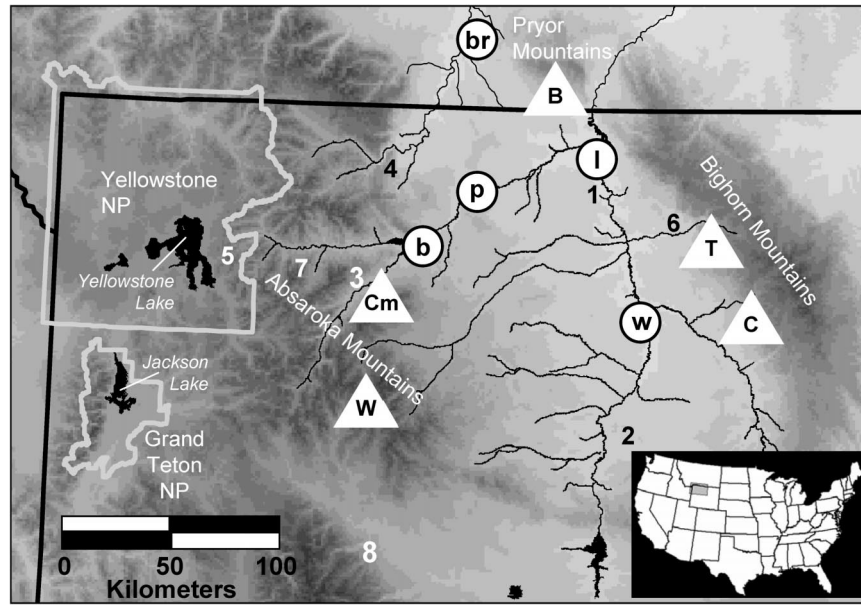 br
Pryor
Mountains
B
4
l
Yellowstone
NP
p
1
Bighorn Mountains
6
T
b
5
7
Yellowstone
Lake
3
Cm
Absaroka Mountains
w
C
Jackson
Lake
W
Grand
Teton
NP
2
8
0 50 100
Kilometers